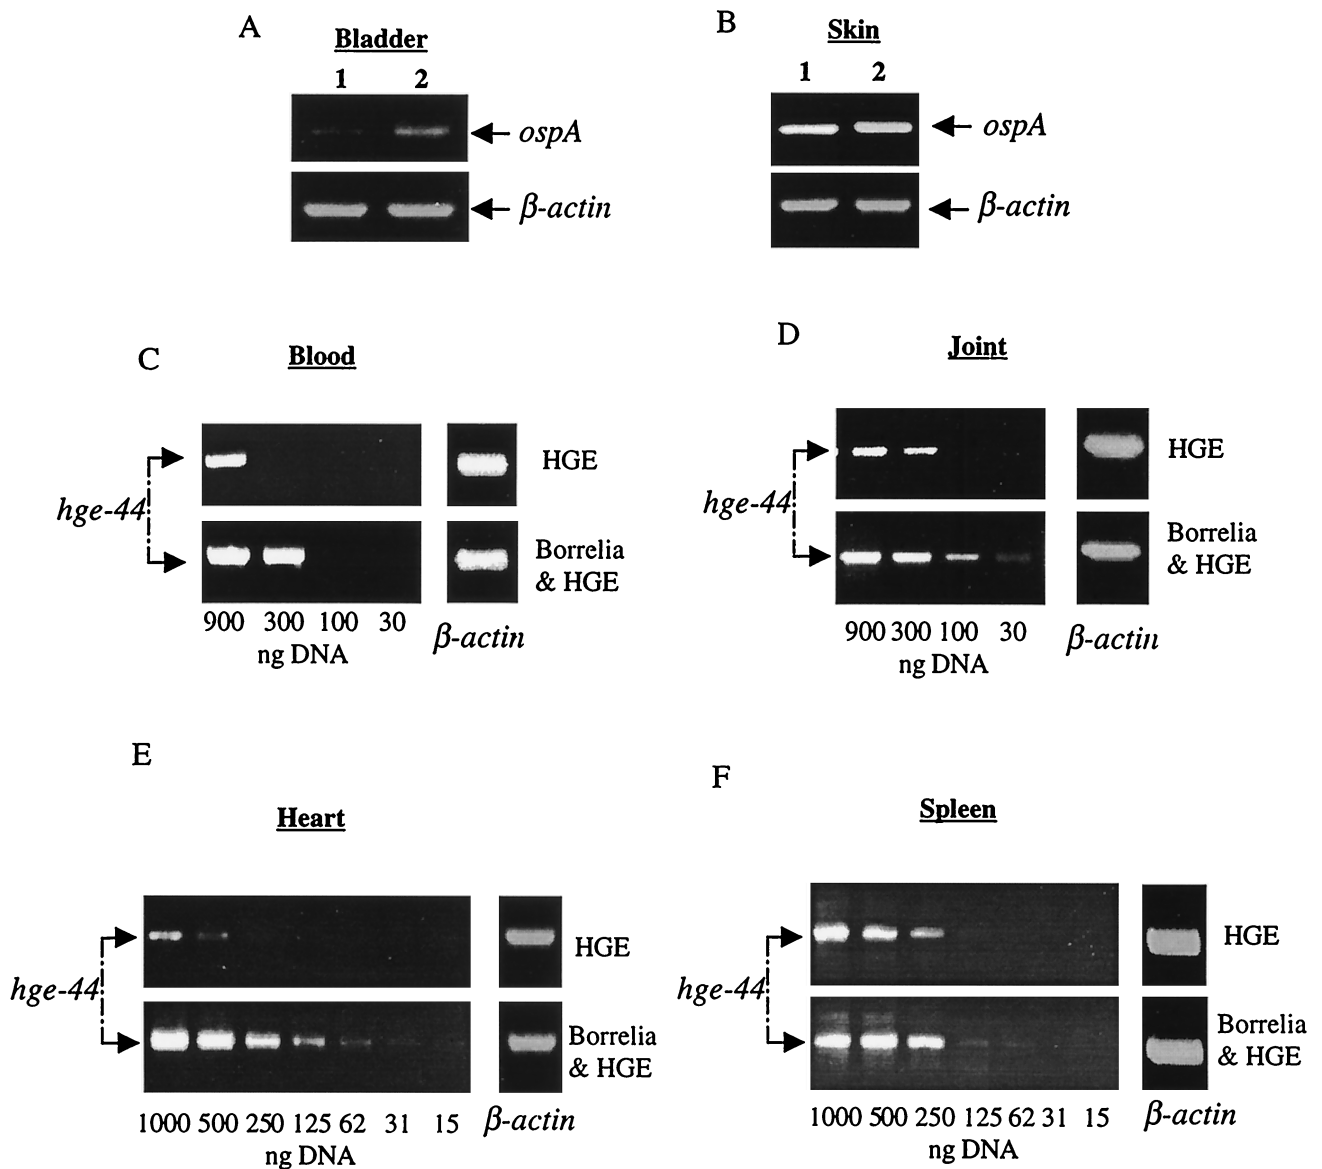 A
Bladder
1 2
ospA
β-actin
B
Skin
1 2
ospA
β-actin
C
Blood
hge-44
HGE
Borrelia
& HGE
900 300 100 30
ng DNA
β-actin
D
Joint
hge-44
HGE
Borrelia
& HGE
900 300 100 30
ng DNA
β-actin
E
Heart
hge-44
HGE
Borrelia
& HGE
1000 500 250 125 62 31 15
ng DNA
β-actin
F
Spleen
hge-44
HGE
Borrelia
& HGE
1000 500 250 125 62 31 15
ng DNA
β-actin